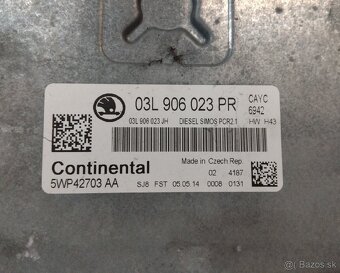 03L 906 023 PR
CAYC
6942
03L 906 023 JH DIESEL SIMOS PCR2.1 HW H43
Continental
5WP42703 AA
Made in Czech Rep
02 4187
SJ8 FST 05.05.14 0008 0131
Bazos.sk